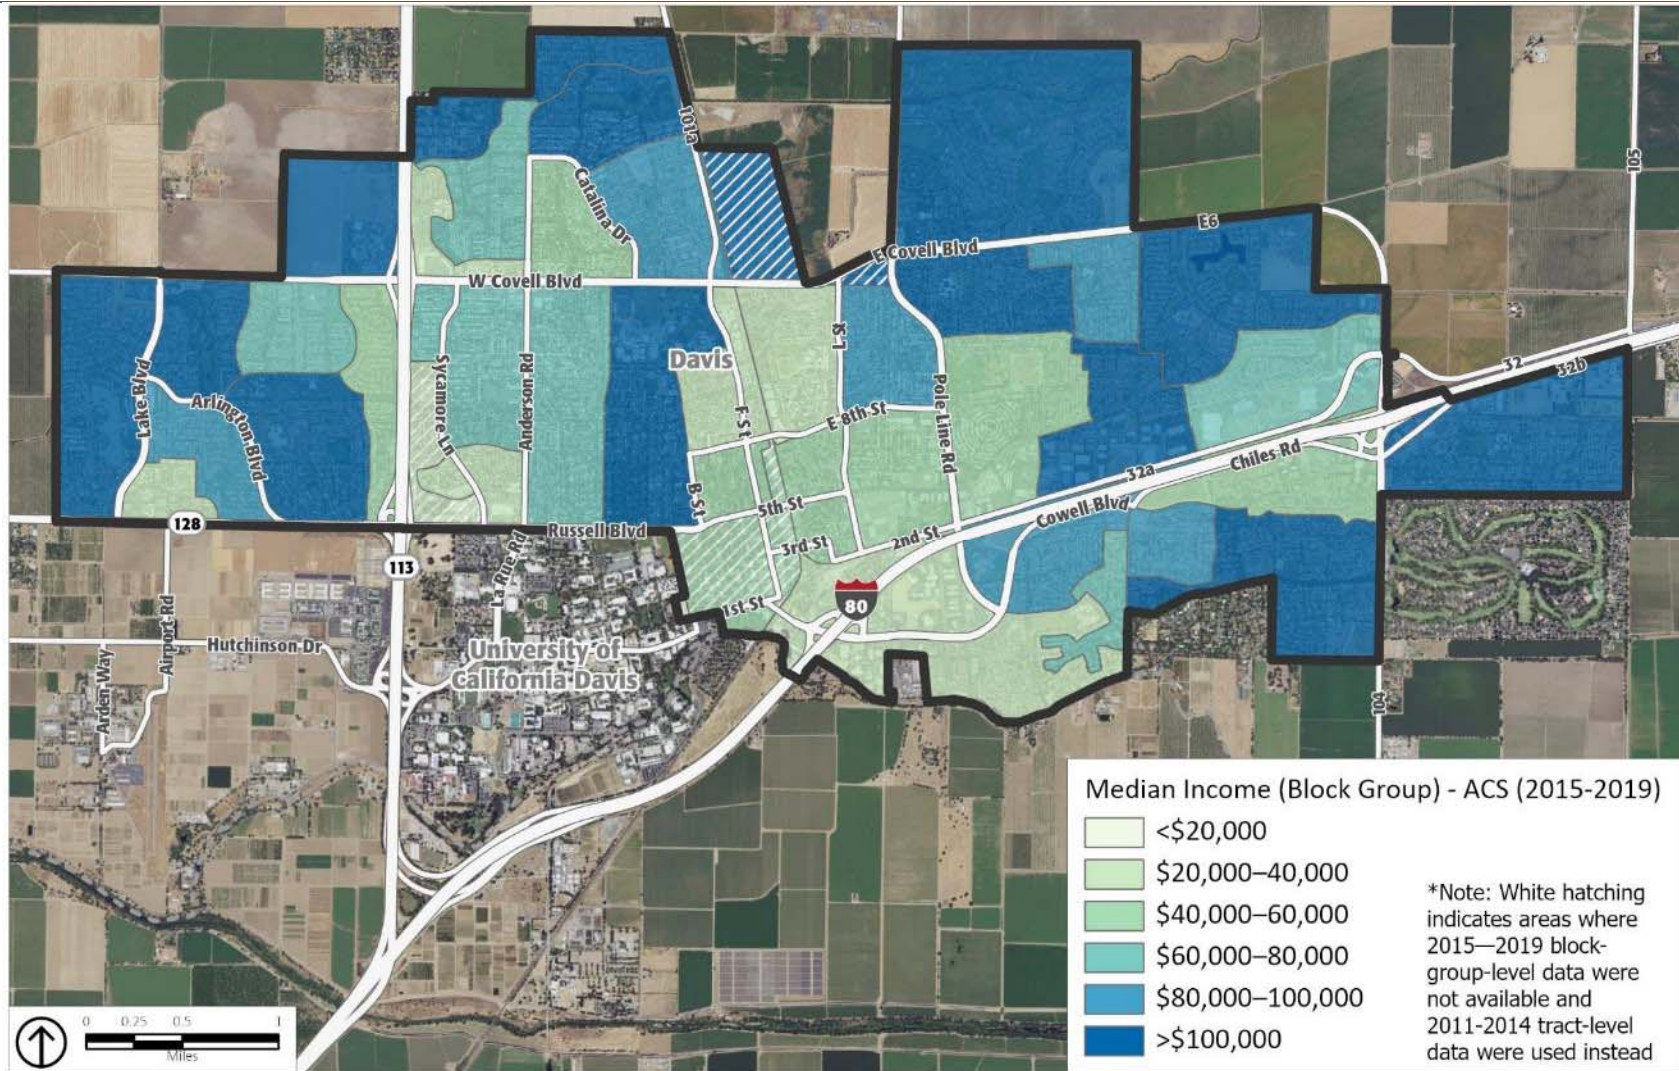 101a
Catalina Dr
105
E6
E Covell Blvd
W Covell Blvd
L St
Davis
Sycamore Ln
Anderson Rd
Lake Blvd
Arlington Blvd
F St
E 8th St
Pole Line Rd
32
32b
32a
Chiles Rd
Cowell Blvd
B St
5th St
3rd St
2nd St
1st St
Russell Blvd
128
113
La Rue Rd
80
University of
California Davis
Hutchinson Dr
Airport Rd
Arden Way
104
Median Income (Block Group) - ACS (2015-2019)
<$20,000
$20,000–40,000
$40,000–60,000
$60,000–80,000
$80,000–100,000
>$100,000
*Note: White hatching
indicates areas where
2015—2019 block-
group-level data were
not available and
2011-2014 tract-level
data were used instead
0 0.25 0.5 1
Miles